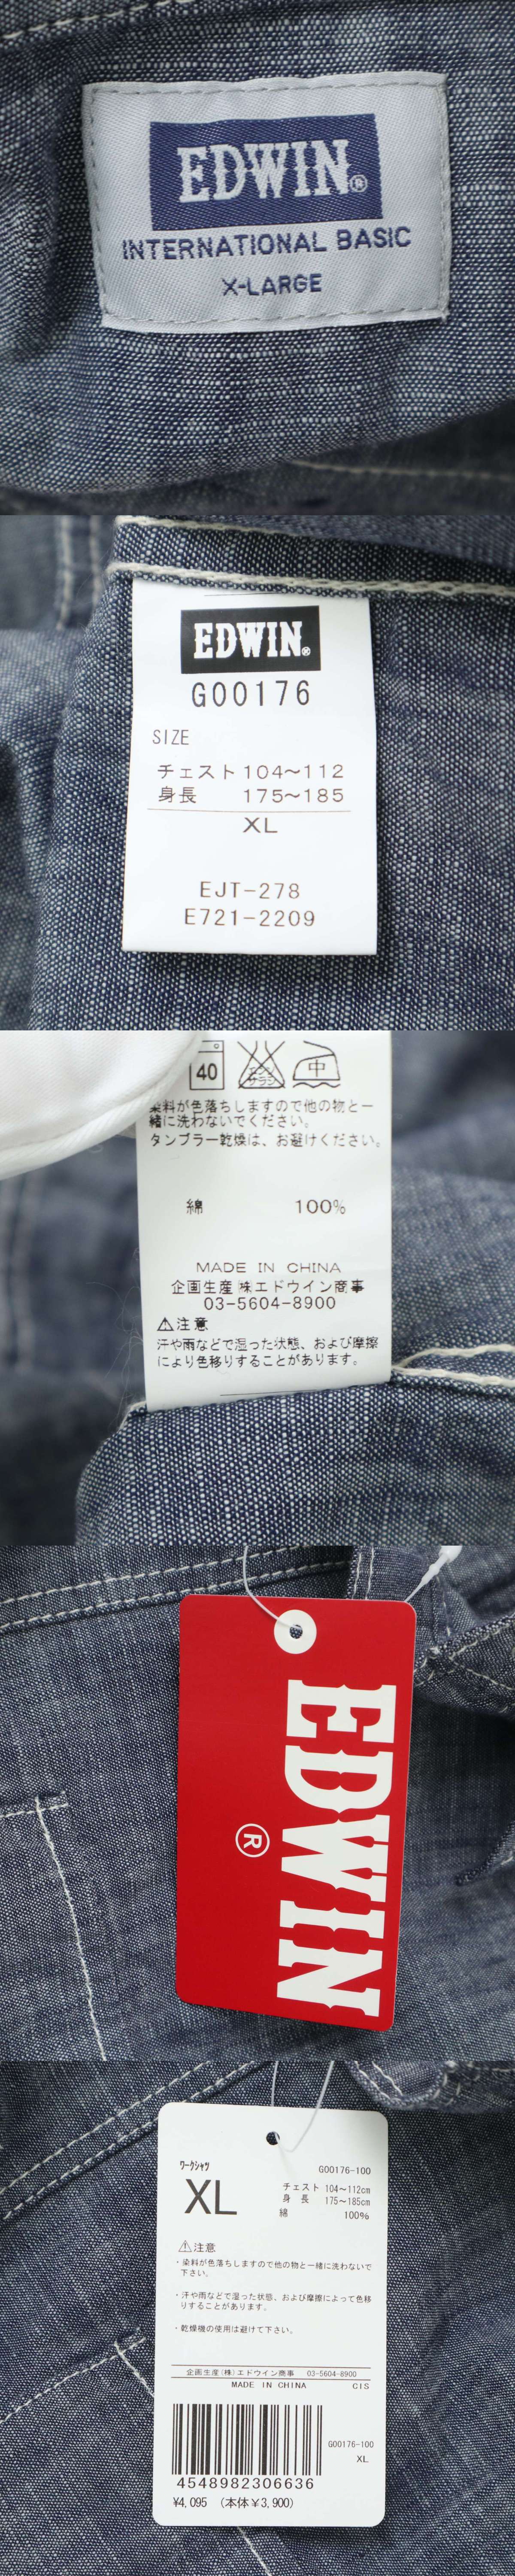 EDWIN®
INTERNATIONAL BASIC
X-LARGE
EDWIN®
G00176
SIZE
チェスト 104〜112
身長 175〜185
XL
EJT-278
E721-2209
40
エンソ
サラシ
中
染料が色落ちしますので他の物と一
緒に洗わないでください。
タンブラー乾燥は、お避けください。
綿 100%
MADE IN CHINA
企画生産 ㈱エドウイン商事
03-5604-8900
⚠注意
汗や雨などで湿った状態、および摩擦
により色移りすることがあります。
EDWIN
®
ワークシャツ
XL
G00176-100
チェスト 104〜112cm
身長 175〜185cm
綿 100%
⚠注意
・染料が色落ちしますので他の物と一緒に洗わないで
下さい。
・汗や雨などで湿った状態、および摩擦によって色移
りすることがあります。
・乾燥機の使用は避けて下さい。
企画生産(株)エドウイン商事 03-5604-8900
MADE IN CHINA CIS
G00176-100
XL
4548982306636
¥4,095 (本体¥3,900)